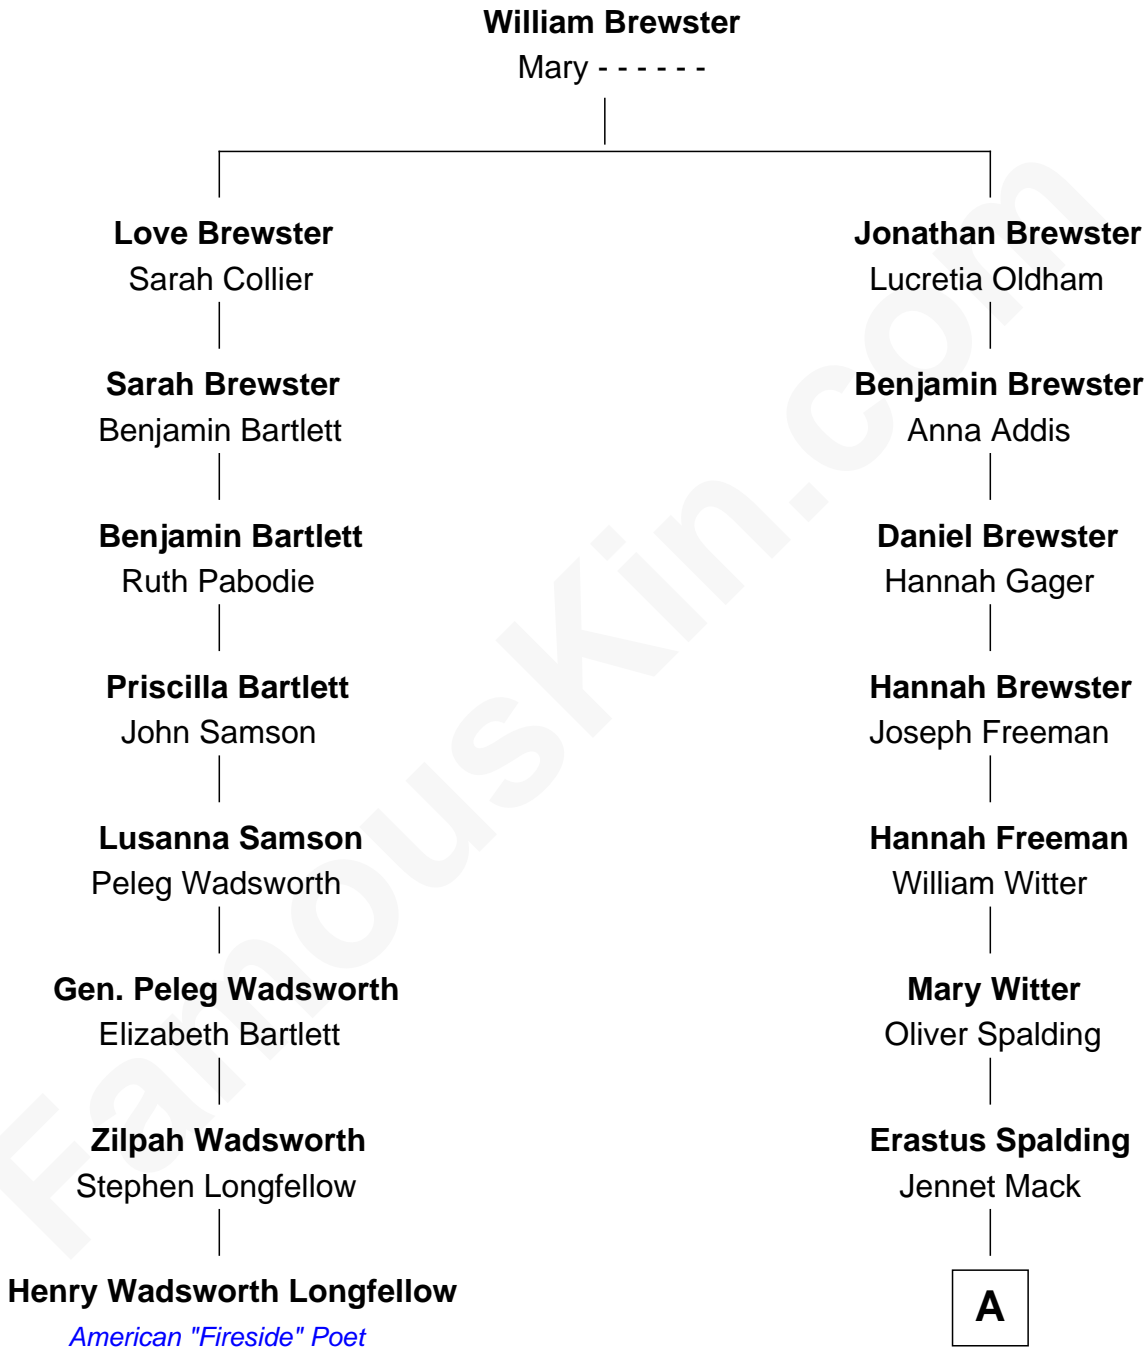 William Brewster
Mary - - - - - -
Love Brewster
Sarah Collier
Jonathan Brewster
Lucretia Oldham
Sarah Brewster
Benjamin Bartlett
Benjamin Brewster
Anna Addis
Benjamin Bartlett
Ruth Pabodie
Daniel Brewster
Hannah Gager
Priscilla Bartlett
John Samson
Hannah Brewster
Joseph Freeman
Lusanna Samson
Peleg Wadsworth
Hannah Freeman
William Witter
Gen. Peleg Wadsworth
Elizabeth Bartlett
Mary Witter
Oliver Spalding
Zilpah Wadsworth
Stephen Longfellow
Erastus Spalding
Jennet Mack
Henry Wadsworth Longfellow
American "Fireside" Poet
A
FamousKin.com